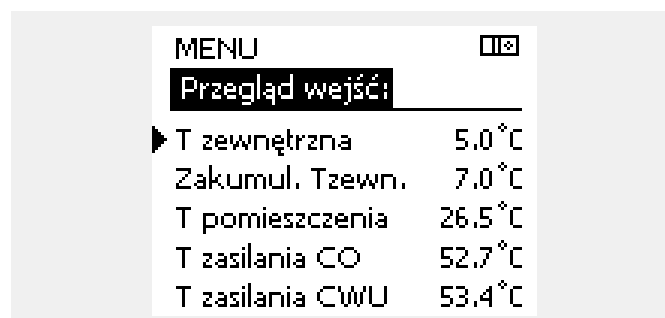 MENU
Przegląd wejść:
T zewnętrzna 5.0°C
Zakumul. Tzewn. 7.0°C
T pomieszczenia 26.5°C
T zasilania CO 52.7°C
T zasilania CWU 53.4°C